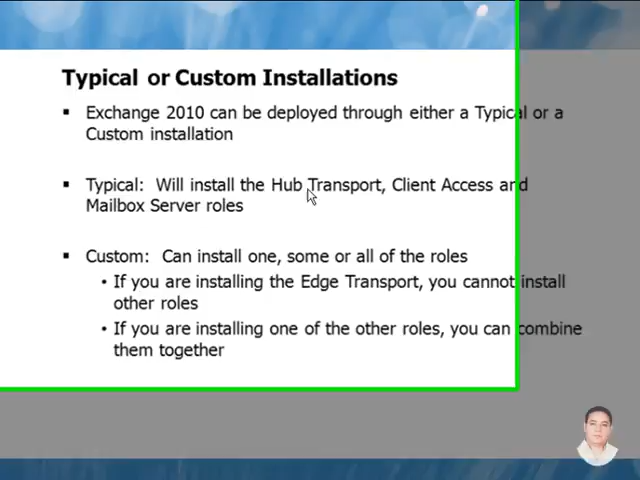 Typical or Custom Installations
▪ Exchange 2010 can be deployed through either a Typical or a
Custom installation
▪ Typical: Will install the Hub Transport, Client Access and
Mailbox Server roles
▪ Custom: Can install one, some or all of the roles
• If you are installing the Edge Transport, you cannot install
other roles
• If you are installing one of the other roles, you can combine
them together